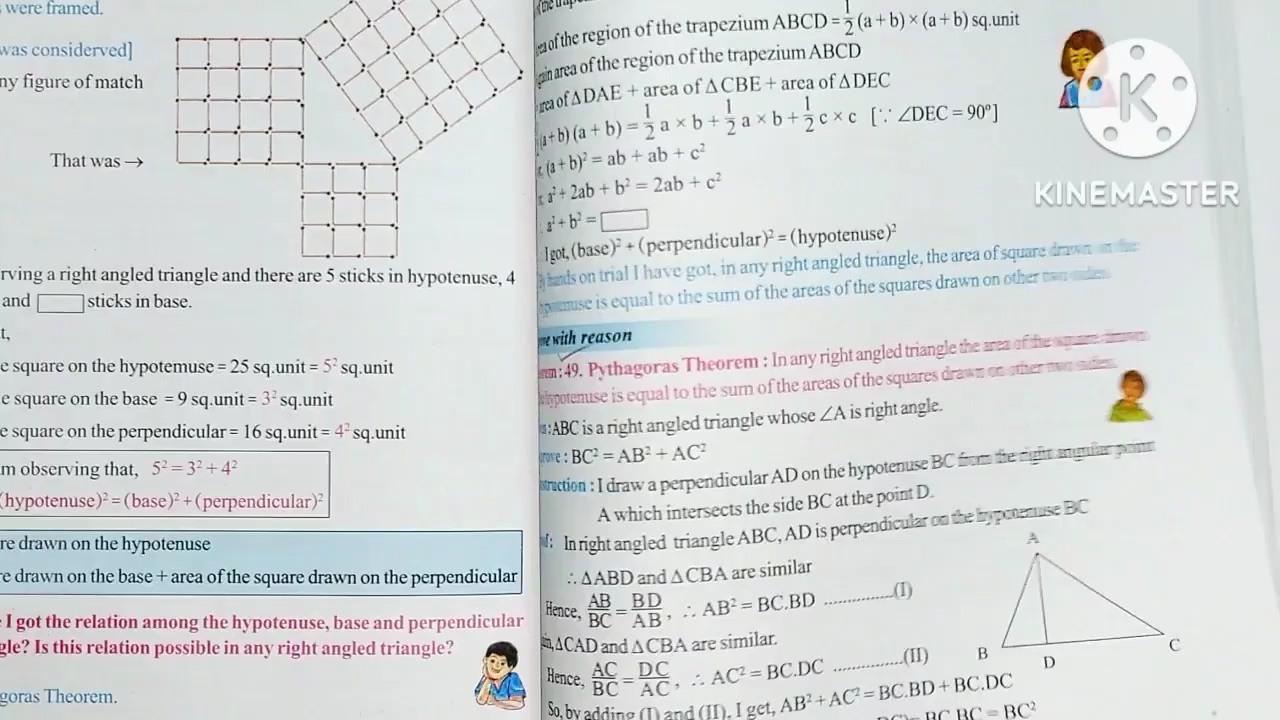 were framed.
was considerved]
ny figure of match
That was →
rving a right angled triangle and there are 5 sticks in hypotenuse, 4
and □ sticks in base.
t,
e square on the hypotemuse = 25 sq.unit = 5² sq.unit
e square on the base = 9 sq.unit = 3² sq.unit
e square on the perpendicular = 16 sq.unit = 4² sq.unit
m observing that, 5² = 3² + 4²
(hypotenuse)² = (base)² + (perpendicular)²
re drawn on the hypotenuse
re drawn on the base + area of the square drawn on the perpendicular
I got the relation among the hypotenuse, base and perpendicular
gle? Is this relation possible in any right angled triangle?
goras Theorem.
of the region of the trapezium ABCD = 1/2 (a + b) × (a + b) sq.unit
gain area of the region of the trapezium ABCD
area of ΔDAE + area of ΔCBE + area of ΔDEC
(a+b) (a + b) = 1/2 a × b + 1/2 a × b + 1/2 c × c [∵ ∠DEC = 90º]
(a + b)² = ab + ab + c²
a² + 2ab + b² = 2ab + c²
a² + b² = □
I got, (base)² + (perpendicular)² = (hypotenuse)²
hands on trial I have got, in any right angled triangle, the area of square drawn on the
potenuse is equal to the sum of the areas of the squares drawn on other two sides.
with reason
rem : 49. Pythagoras Theorem : In any right angled triangle the area of the square drawn
hypotenuse is equal to the sum of the areas of the squares drawn on other two sides.
: ABC is a right angled triangle whose ∠A is right angle.
rove : BC² = AB² + AC²
struction : I draw a perpendicular AD on the hypotenuse BC from the right angular point
A which intersects the side BC at the point D.
: In right angled triangle ABC, AD is perpendicular on the hypotenuse BC
∴ ΔABD and ΔCBA are similar
Hence, AB/BC = BD/AB, ∴ AB² = BC.BD ..............(I)
ΔCAD and ΔCBA are similar.
Hence, AC/BC = DC/AC, ∴ AC² = BC.DC ..............(II)
So, by adding (I) and (II), I get, AB² + AC² = BC.BD + BC.DC
= BC.BC = BC²
A
B
D
C
K
KINEMASTER